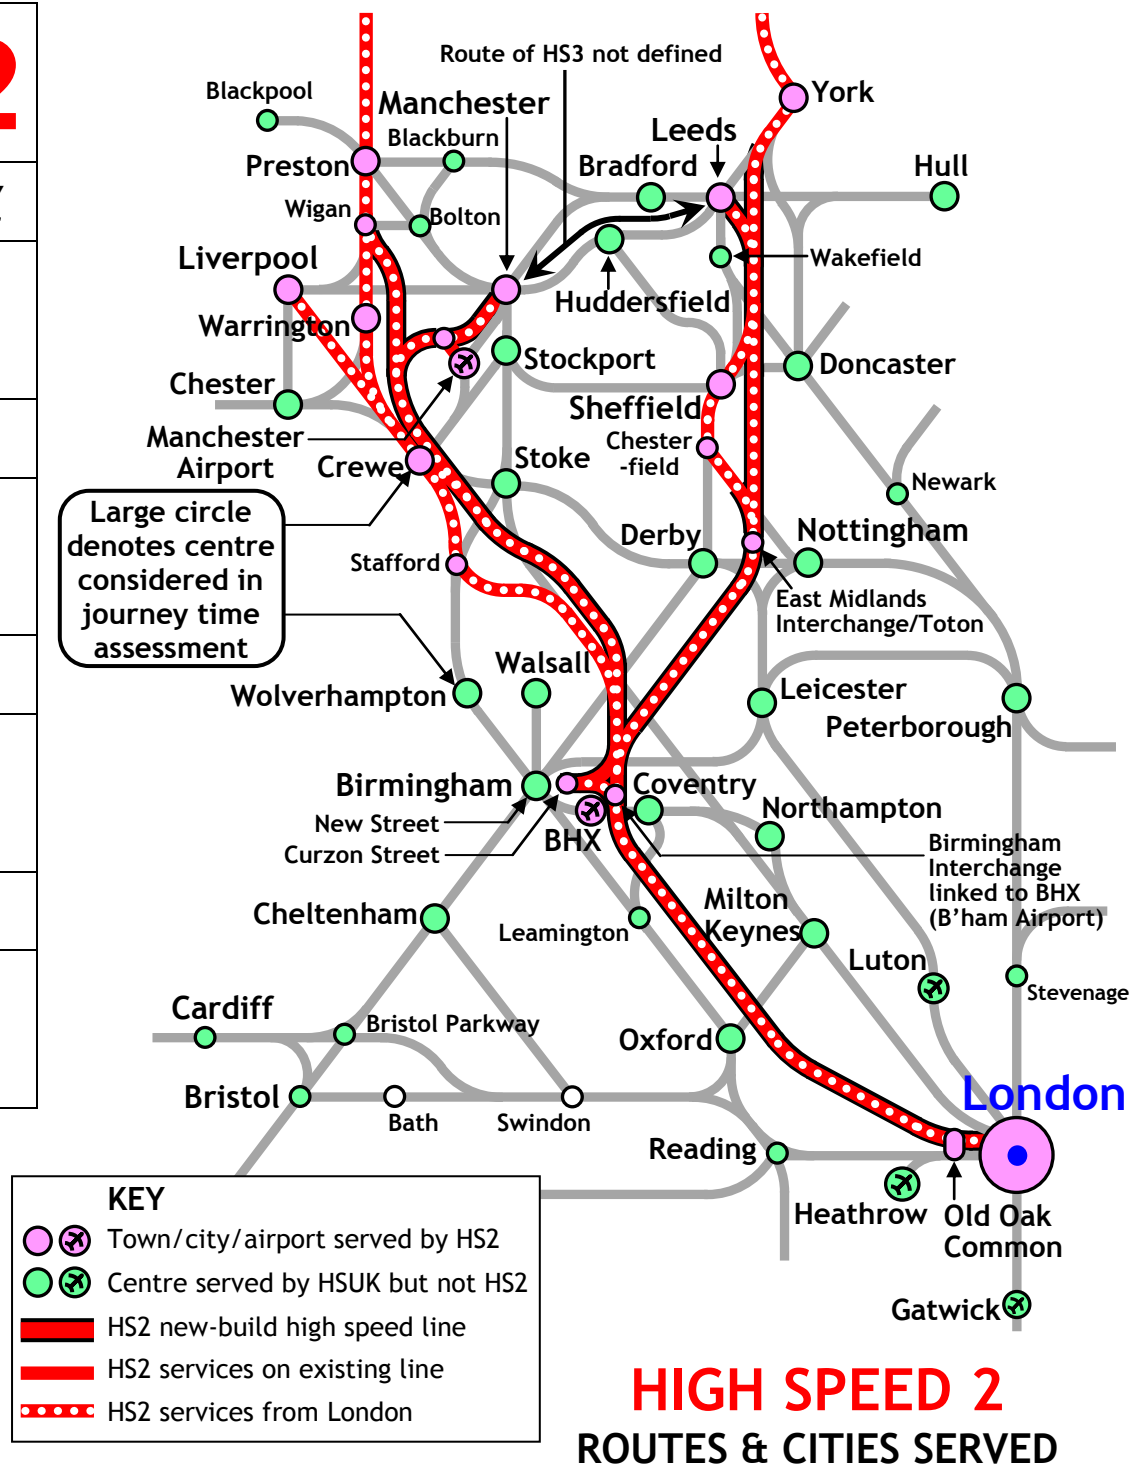 Route of HS3 not defined
Blackpool
Manchester
York
Blackburn
Leeds
Preston
Bradford
Hull
Wigan
Bolton
Liverpool
Wakefield
Huddersfield
Warrington
Stockport
Doncaster
Chester
Sheffield
Manchester
Airport
Chester
-field
Crewe
Stoke
Newark
Large circle
denotes centre
considered in
journey time
assessment
Derby
Nottingham
Stafford
East Midlands
Interchange/Toton
Walsall
Wolverhampton
Leicester
Peterborough
Birmingham
Coventry
New Street
Curzon Street
BHX
Northampton
Birmingham
Interchange
linked to BHX
(B'ham Airport)
Cheltenham
Leamington
Milton
Keynes
Luton
Stevenage
Cardiff
Bristol Parkway
Oxford
Bristol
Bath
Swindon
London
Reading
Heathrow
Old Oak
Common
Gatwick
KEY
Town/city/airport served by HS2
Centre served by HSUK but not HS2
HS2 new-build high speed line
HS2 services on existing line
HS2 services from London
HIGH SPEED 2
ROUTES & CITIES SERVED